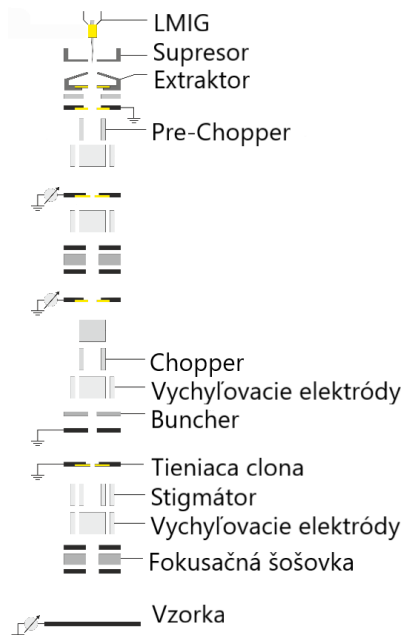 LMIG
Supresor
Extraktor
Pre-Chopper
Chopper
Vychyľovacie elektródy
Buncher
Tieniaca clona
Stigmátor
Vychyľovacie elektródy
Fokusačná šošovka
Vzorka